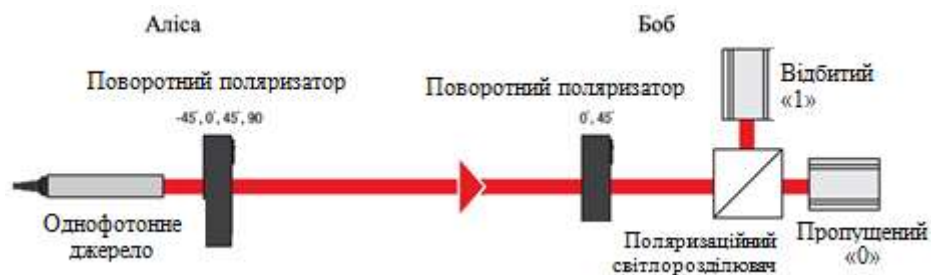 Аліса
Боб
Поворотний поляризатор
-45°, 0°, 45°, 90
Поворотний поляризатор
0°, 45°
Відбитий
«1»
Однофотонне
джерело
Поляризаційний
світлорозділювач
Пропущений
«0»